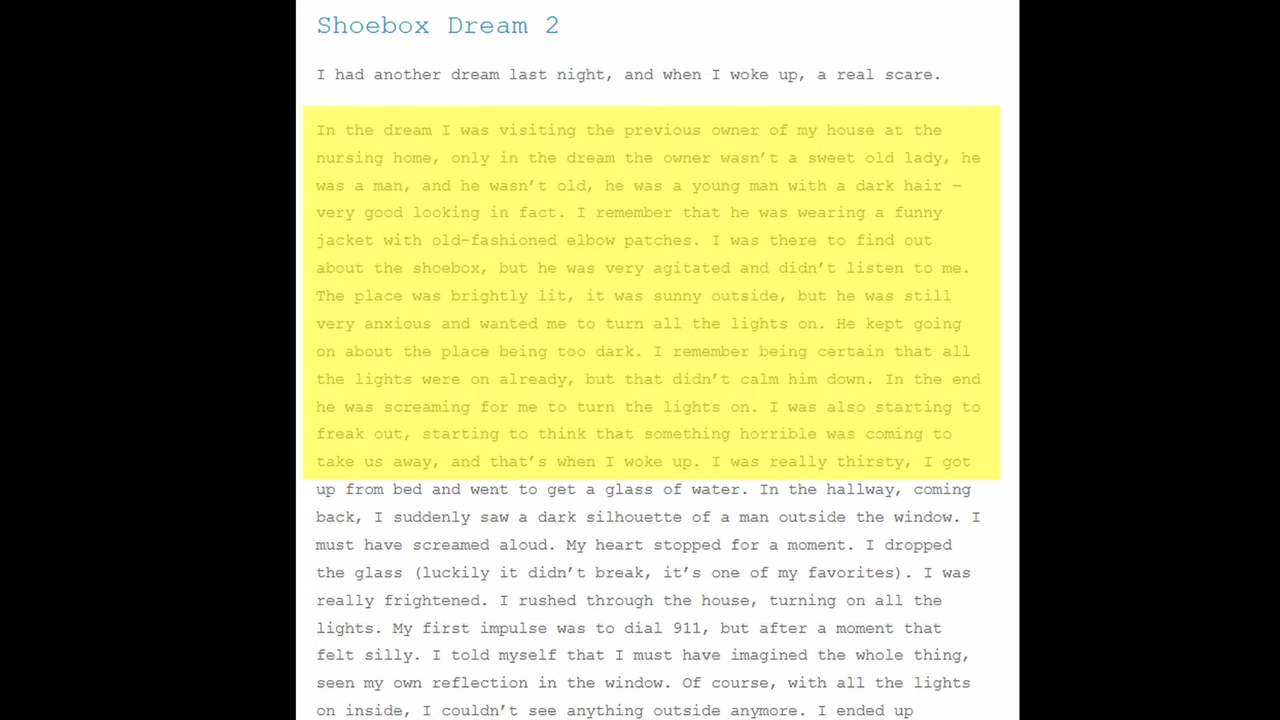 Shoebox Dream 2
I had another dream last night, and when I woke up, a real scare.
In the dream I was visiting the previous owner of my house at the
nursing home, only in the dream the owner wasn’t a sweet old lady, he
was a man, and he wasn’t old, he was a young man with a dark hair –
very good looking in fact. I remember that he was wearing a funny
jacket with old-fashioned elbow patches. I was there to find out
about the shoebox, but he was very agitated and didn’t listen to me.
The place was brightly lit, it was sunny outside, but he was still
very anxious and wanted me to turn all the lights on. He kept going
on about the place being too dark. I remember being certain that all
the lights were on already, but that didn’t calm him down. In the end
he was screaming for me to turn the lights on. I was also starting to
freak out, starting to think that something horrible was coming to
take us away, and that’s when I woke up. I was really thirsty, I got
up from bed and went to get a glass of water. In the hallway, coming
back, I suddenly saw a dark silhouette of a man outside the window. I
must have screamed aloud. My heart stopped for a moment. I dropped
the glass (luckily it didn’t break, it’s one of my favorites). I was
really frightened. I rushed through the house, turning on all the
lights. My first impulse was to dial 911, but after a moment that
felt silly. I told myself that I must have imagined the whole thing,
seen my own reflection in the window. Of course, with all the lights
on inside, I couldn’t see anything outside anymore. I ended up